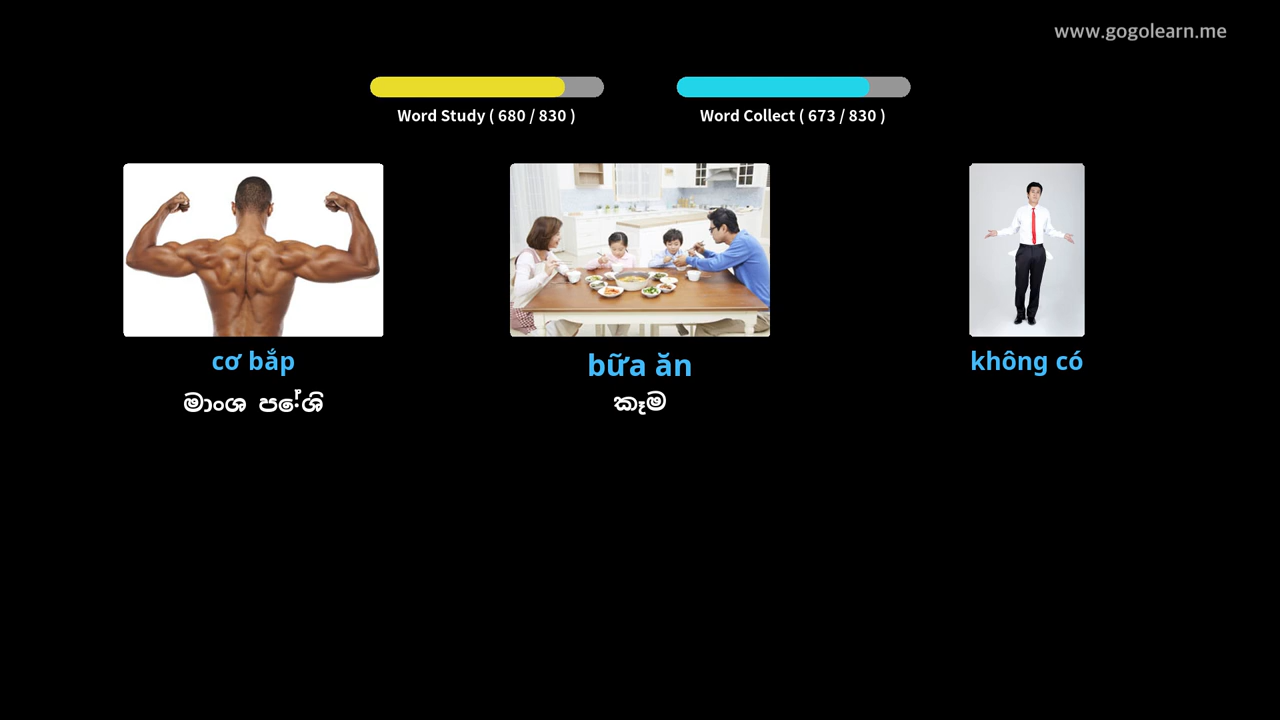 www.gogolearn.me
Word Study ( 680 / 830 )
Word Collect ( 673 / 830 )
cơ bắp
මාංශ පේශි
bữa ăn
කෑම
không có